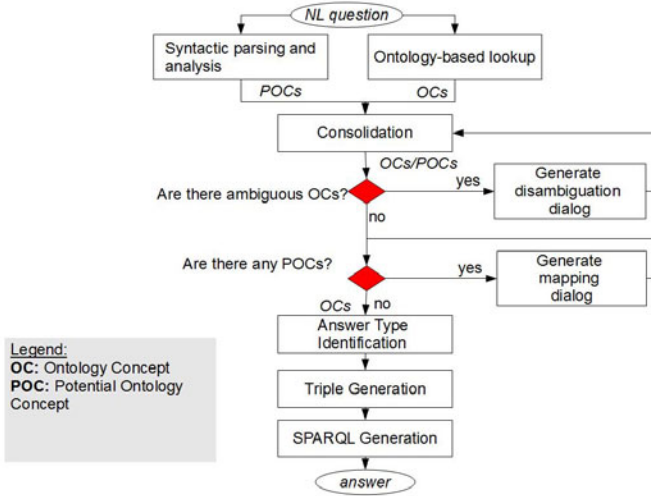 NL question
Syntactic parsing and
analysis
Ontology-based lookup
POCs
OCs
Consolidation
OCs/POCs
Are there ambiguous OCs?
yes
Generate
disambiguation
dialog
no
Are there any POCs?
yes
Generate
mapping
dialog
OCs
no
Answer Type
Identification
Legend:
OC: Ontology Concept
POC: Potential Ontology
Concept
Triple Generation
SPARQL Generation
answer